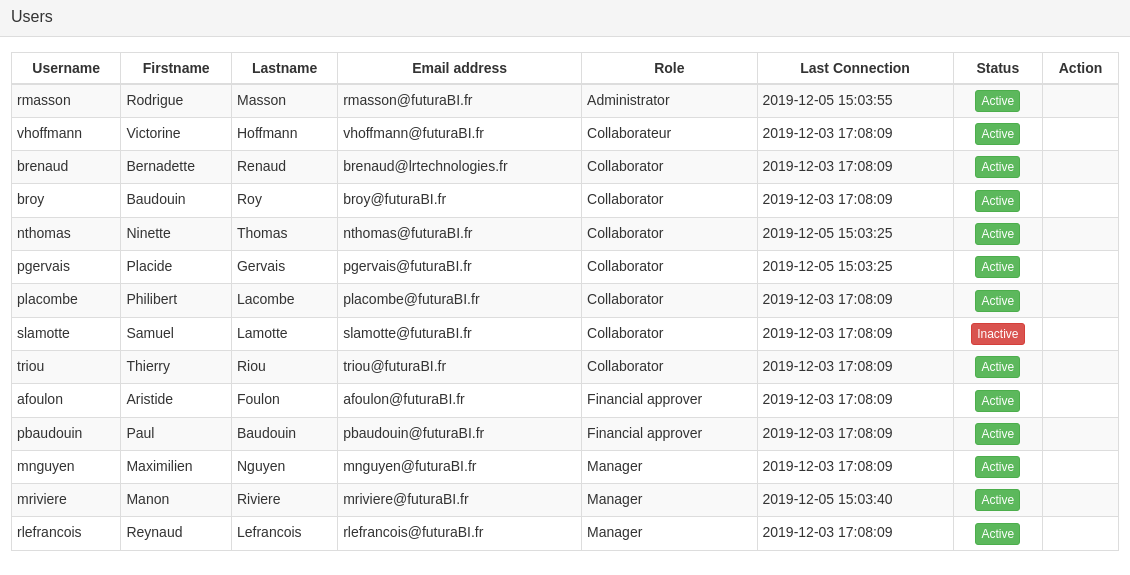 Users
Username Firstname Lastname Email address Role Last Connection Status Action
rmasson Rodrigue Masson rmasson@futuraBI.fr Administrator 2019-12-05 15:03:55 Active
vhoffmann Victorine Hoffmann vhoffmann@futuraBI.fr Collaborateur 2019-12-03 17:08:09 Active
brenaud Bernadette Renaud brenaud@lrtechnologies.fr Collaborator 2019-12-03 17:08:09 Active
broy Baudouin Roy broy@futuraBI.fr Collaborator 2019-12-03 17:08:09 Active
nthomas Ninette Thomas nthomas@futuraBI.fr Collaborator 2019-12-05 15:03:25 Active
pgervais Placide Gervais pgervais@futuraBI.fr Collaborator 2019-12-05 15:03:25 Active
placombe Philibert Lacombe placombe@futuraBI.fr Collaborator 2019-12-03 17:08:09 Active
slamotte Samuel Lamotte slamotte@futuraBI.fr Collaborator 2019-12-03 17:08:09 Inactive
triou Thierry Riou triou@futuraBI.fr Collaborator 2019-12-03 17:08:09 Active
afoulon Aristide Foulon afoulon@futuraBI.fr Financial approver 2019-12-03 17:08:09 Active
pbaudouin Paul Baudouin pbaudouin@futuraBI.fr Financial approver 2019-12-03 17:08:09 Active
mnguyen Maximilien Nguyen mnguyen@futuraBI.fr Manager 2019-12-03 17:08:09 Active
mriviere Manon Riviere mriviere@futuraBI.fr Manager 2019-12-05 15:03:40 Active
rlefrancois Reynaud Lefrancois rlefrancois@futuraBI.fr Manager 2019-12-03 17:08:09 Active